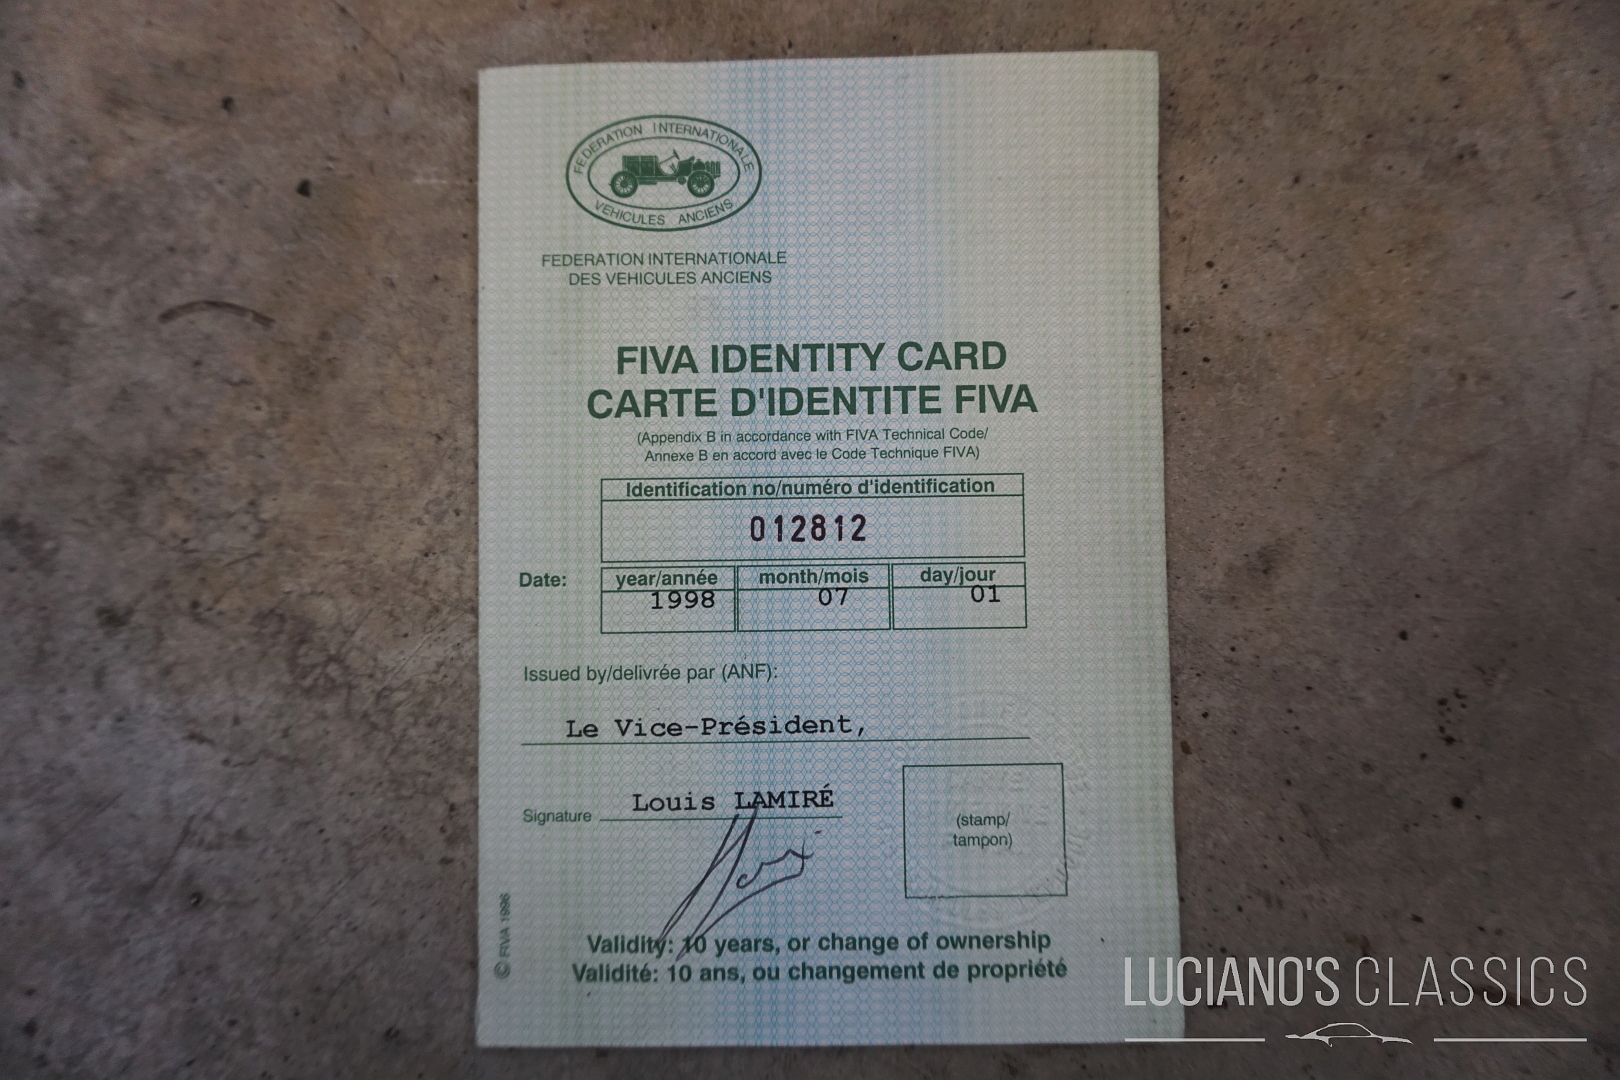 FEDERATION INTERNATIONALE
VEHICULES ANCIENS
FEDERATION INTERNATIONALE
DES VEHICULES ANCIENS
FIVA IDENTITY CARD
CARTE D'IDENTITE FIVA
(Appendix B in accordance with FIVA Technical Code/
Annexe B en accord avec le Code Technique FIVA)
Identification no/numéro d'identification
012812
Date: year/année month/mois day/jour
1998 07 01
Issued by/delivrée par (ANF):
Le Vice-Président,
Louis LAMIRÉ
Signature
(stamp/
tampon)
Validity: 10 years, or change of ownership
Validité: 10 ans, ou changement de propriété
© FIVA 1996
LUCIANO'S CLASSICS